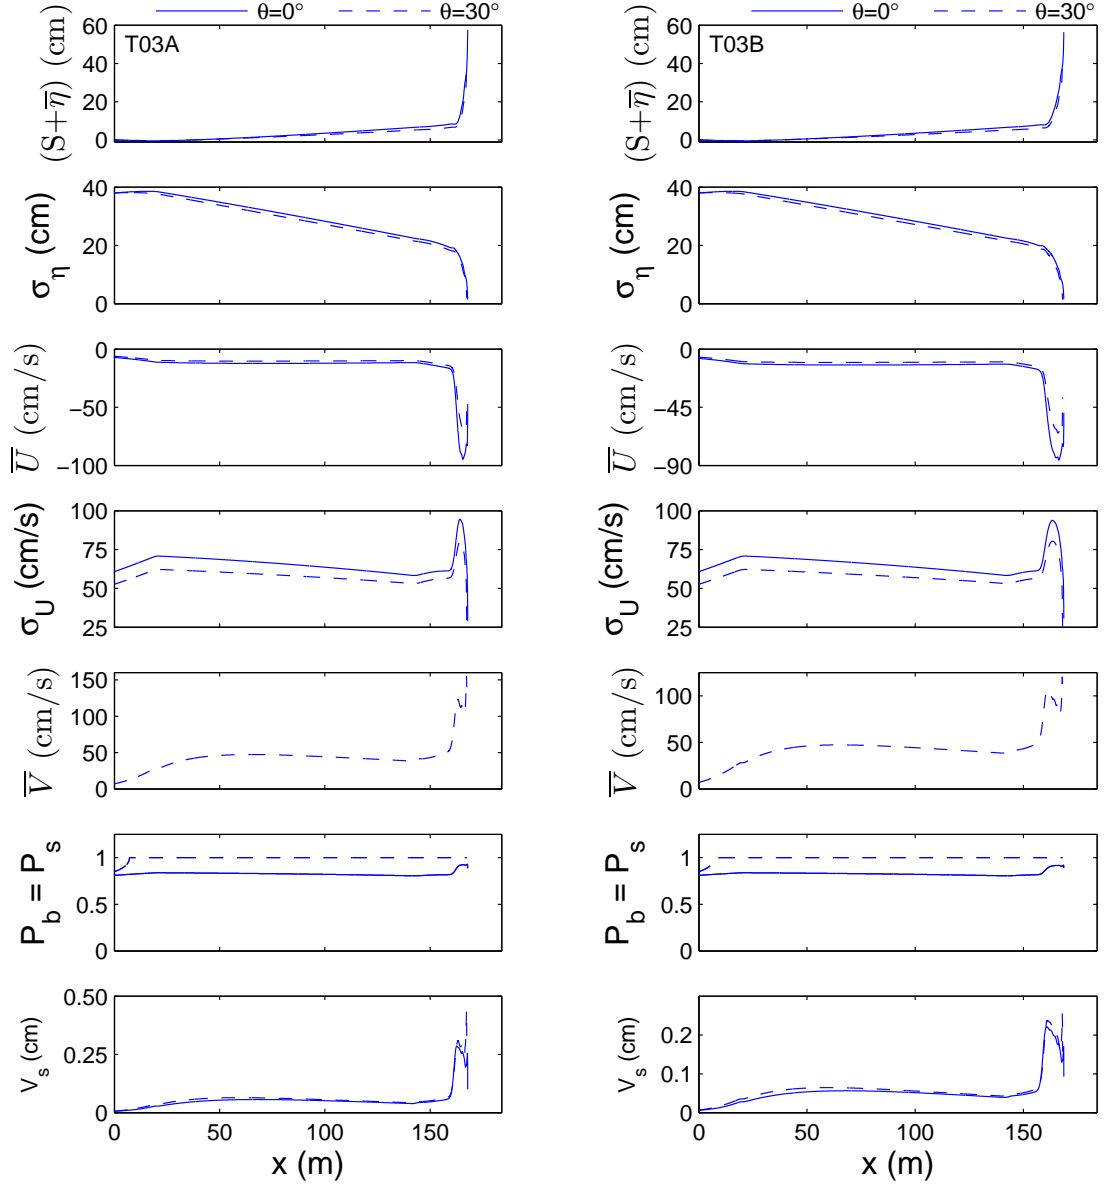 θ=0° θ=30°
T03A
(S+η̅) (cm)
60
40
20
0
σ_η (cm)
40
20
0
U̅ (cm/s)
0
−50
−100
σ_U (cm/s)
100
75
50
25
V̅ (cm/s)
150
100
50
0
P_b = P_s
1
0.5
0
V_s (cm)
0.50
0.25
0
0 50 100 150
x (m)
θ=0° θ=30°
T03B
(S+η̅) (cm)
60
40
20
0
σ_η (cm)
40
20
0
U̅ (cm/s)
0
−45
−90
σ_U (cm/s)
100
75
50
25
V̅ (cm/s)
100
50
0
P_b = P_s
1
0.5
0
V_s (cm)
0.2
0.1
0
0 50 100 150
x (m)